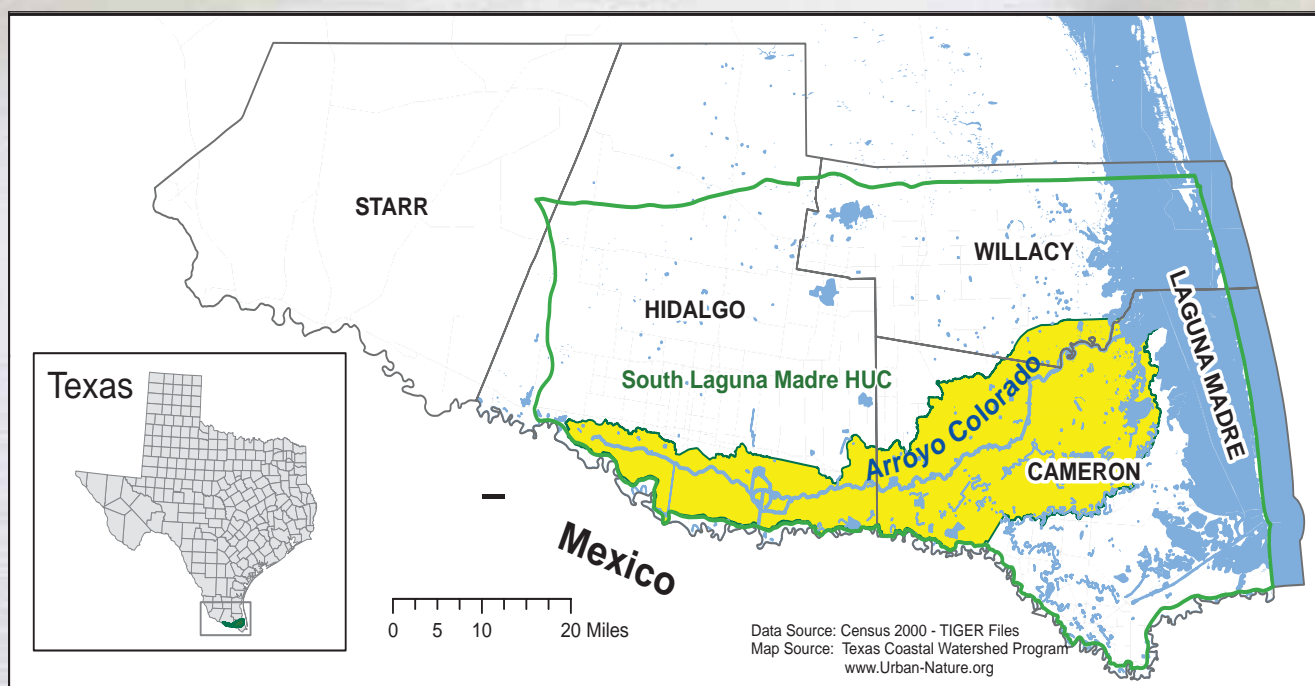 STARR
WILLACY
HIDALGO
LAGUNA MADRE
South Laguna Madre HUC
Arroyo Colorado
CAMERON
Texas
Mexico
0 5 10 20 Miles
Data Source: Census 2000 - TIGER Files
Map Source: Texas Coastal Watershed Program
www.Urban-Nature.org